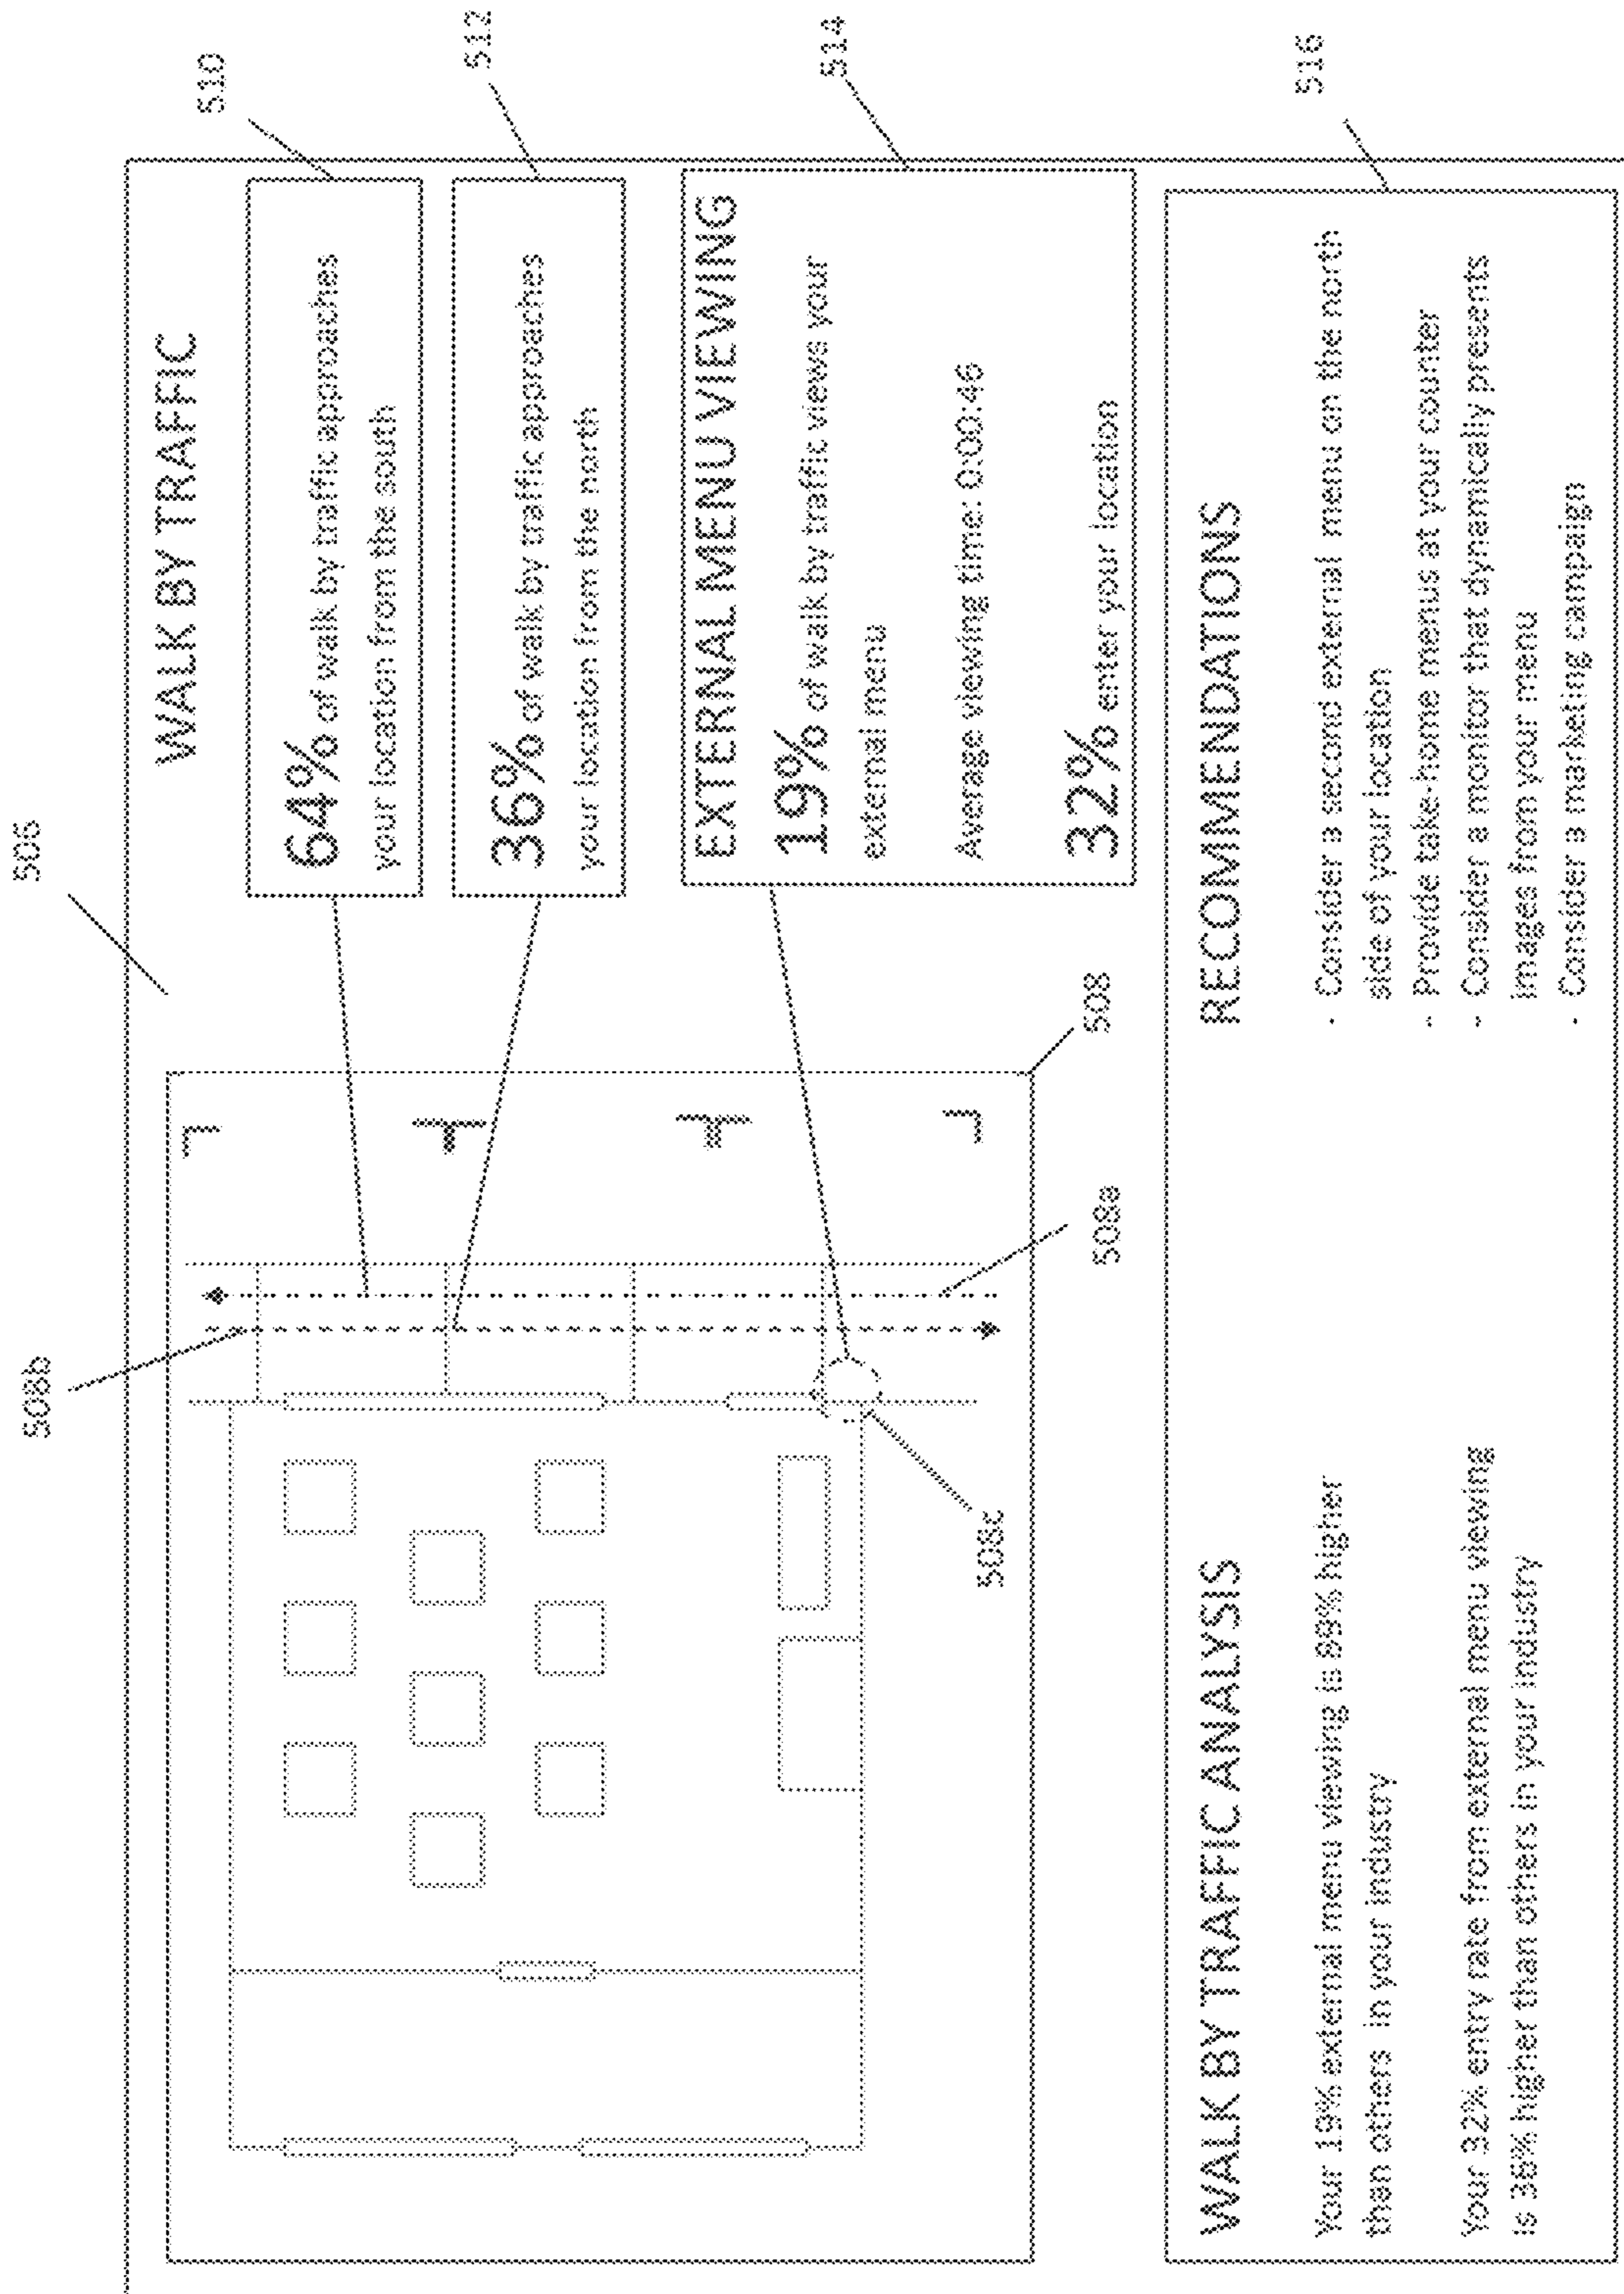 506
WALK BY TRAFFIC
510
64% of walk by traffic approaches
your location from the south
512
36% of walk by traffic approaches
your location from the north
514
EXTERNAL MENU VIEWING
19% of walk by traffic views your
external menu
Average viewing time: 0:00:46
32% enter your location
508b
508
508a
508c
WALK BY TRAFFIC ANALYSIS
Your 19% external menu viewing is 89% higher
than others in your industry
Your 32% entry rate from external menu viewing
is 36% higher than others in your industry
516
RECOMMENDATIONS
- Consider a second external menu on the north
side of your location
- Provide take-home menus at your counter
- Consider a monitor that dynamically presents
images from your menu
- Consider a marketing campaign